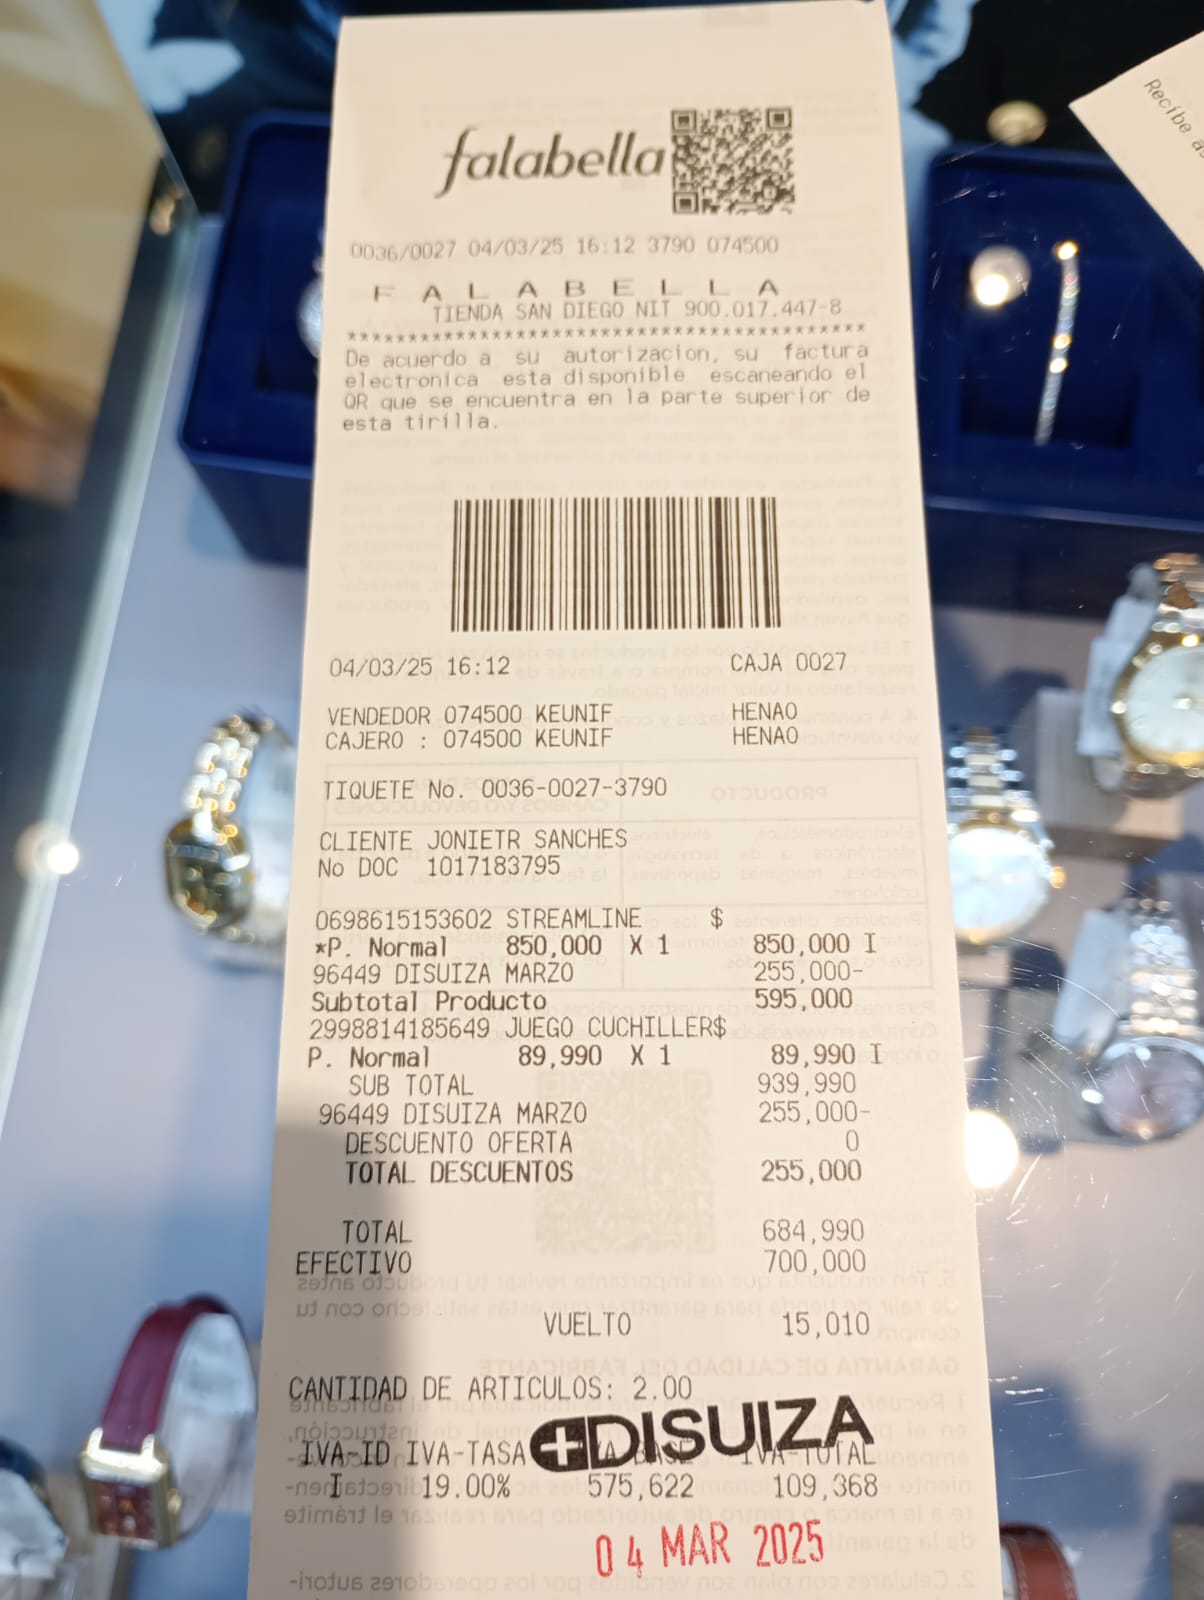 falabella
0036/0027 04/03/25 16:12 3790 074500
F A L A B E L L A
TIENDA SAN DIEGO NIT 900.017.447-8
******************************************
De acuerdo a su autorizacion, su factura
electronica esta disponible escaneando el
QR que se encuentra en la parte superior de
esta tirilla.
04/03/25 16:12 CAJA 0027
VENDEDOR 074500 KEUNIF HENAO
CAJERO : 074500 KEUNIF HENAO
TIQUETE No. 0036-0027-3790
CLIENTE JONIETR SANCHES
No DOC 1017183795
0698615153602 STREAMLINE $
*P. Normal 850,000 X 1 850,000 I
96449 DISUIZA MARZO 255,000-
Subtotal Producto 595,000
2998814185649 JUEGO CUCHILLER$
P. Normal 89,990 X 1 89,990 I
SUB TOTAL 939,990
96449 DISUIZA MARZO 255,000-
DESCUENTO OFERTA 0
TOTAL DESCUENTOS 255,000
TOTAL 684,990
EFECTIVO 700,000
VUELTO 15,010
CANTIDAD DE ARTICULOS: 2.00
DISUIZA
IVA-ID IVA-TASA IVA-TOTAL
I 19.00% 575,622 109,368
04 MAR 2025
Recibe